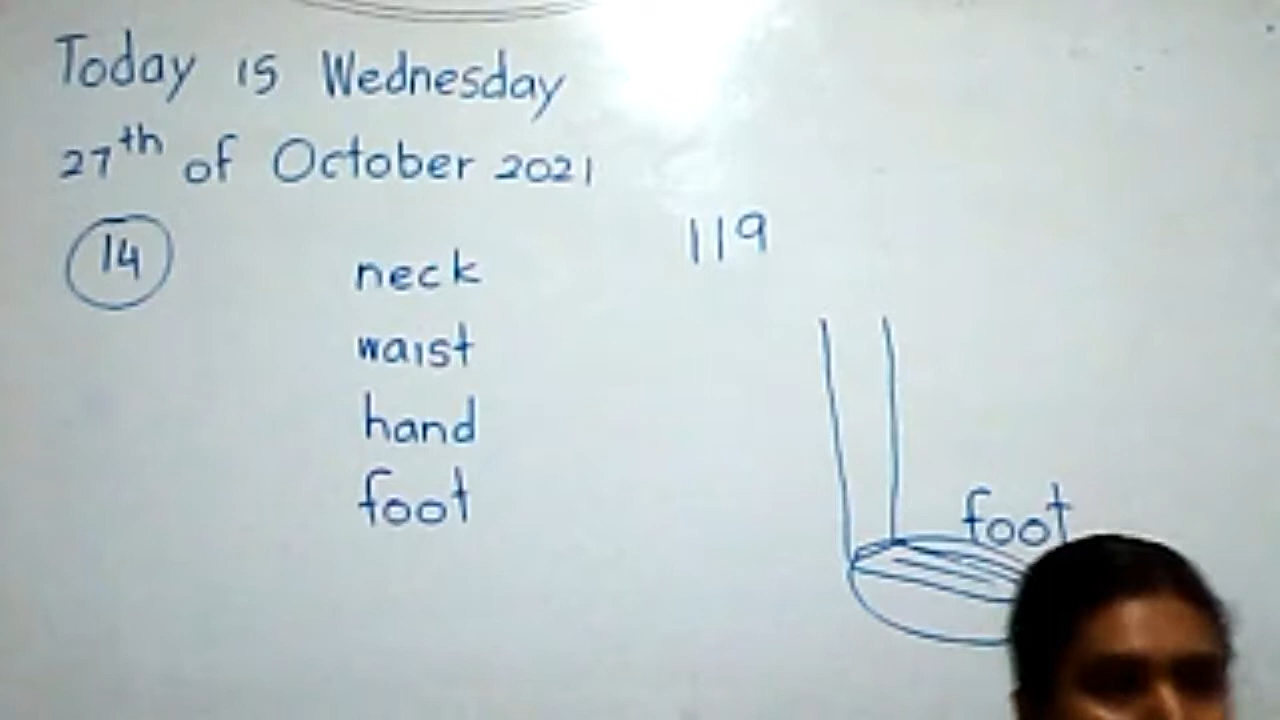 Today is Wednesday
27th of October 2021
14
119
neck
waist
hand
foot
foot